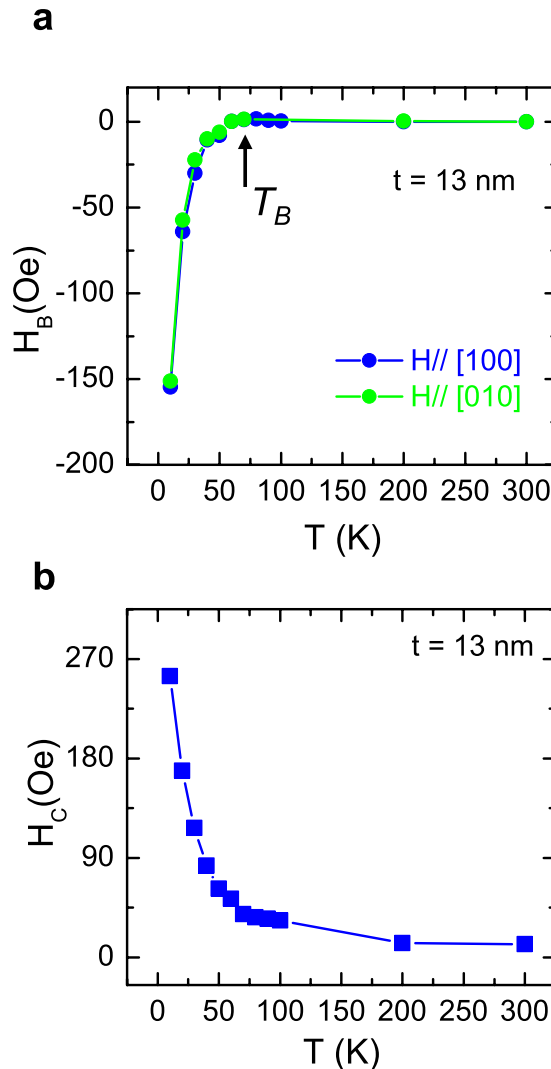 a
0
-50
-100
-150
-200
H_B(Oe)
t = 13 nm
T_B
H// [100]
H// [010]
0 50 100 150 200 250 300
T (K)
b
270
180
90
0
H_C(Oe)
t = 13 nm
0 50 100 150 200 250 300
T (K)